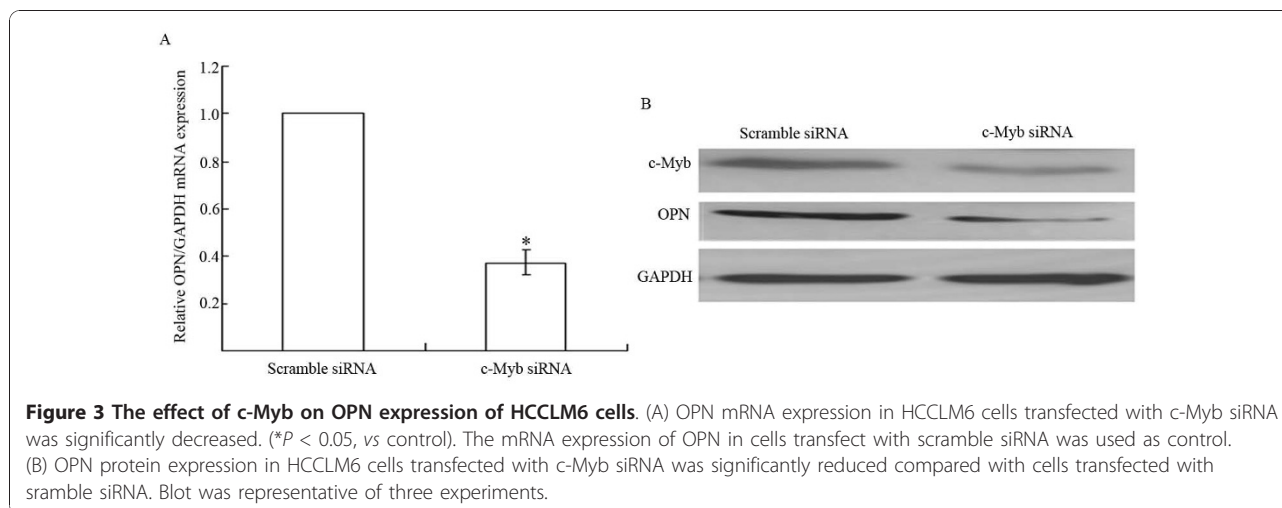 A
1.2
1.0
0.8
0.6
0.4
0.2
Relative OPN/GAPDH mRNA expression
*
Scramble siRNA
c-Myb siRNA
B
Scramble siRNA
c-Myb siRNA
c-Myb
OPN
GAPDH
Figure 3 The effect of c-Myb on OPN expression of HCCLM6 cells. (A) OPN mRNA expression in HCCLM6 cells transfected with c-Myb siRNA
was significantly decreased. (*P < 0.05, vs control). The mRNA expression of OPN in cells transfect with scramble siRNA was used as control.
(B) OPN protein expression in HCCLM6 cells transfected with c-Myb siRNA was significantly reduced compared with cells transfected with
sramble siRNA. Blot was representative of three experiments.